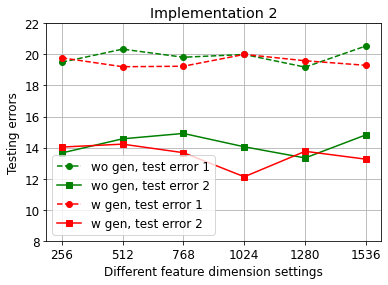 Implementation 2
22
20
18
16
14
12
10
8
Testing errors
wo gen, test error 1
wo gen, test error 2
w gen, test error 1
w gen, test error 2
256 512 768 1024 1280 1536
Different feature dimension settings